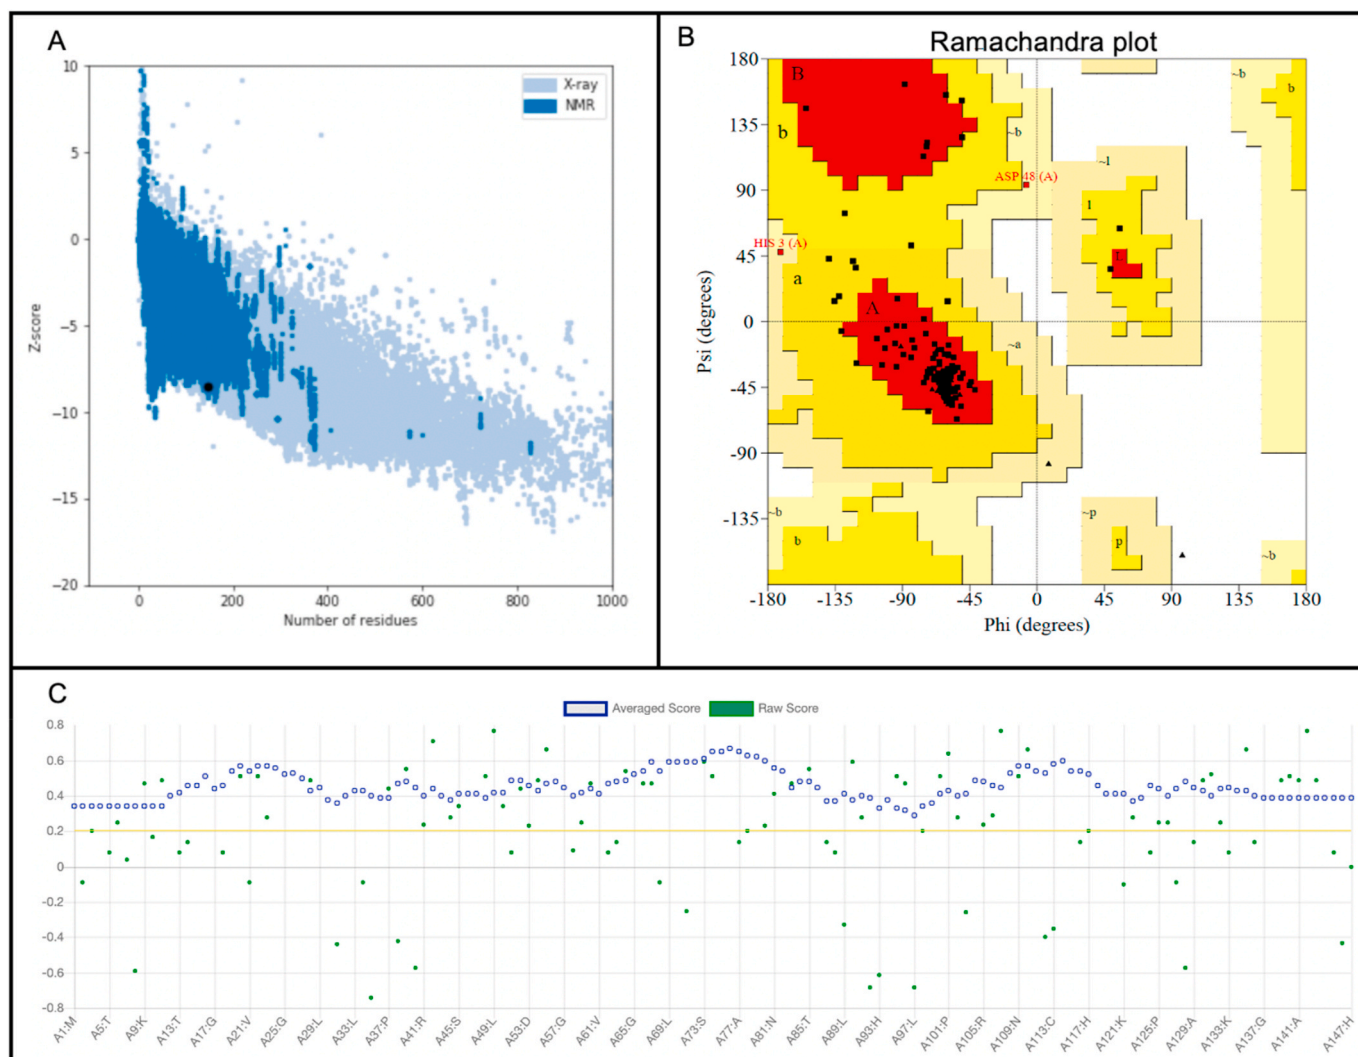 A
10
5
0
−5
−10
−15
−20
Z-score
X-ray
NMR
0
200
400
600
800
1000
Number of residues
B
Ramachandra plot
180
135
90
45
0
-45
-90
-135
Psi (degrees)
B
~b
b
b
~b
~l
ASP 48 (A)
l
HIS 3 (A)
L
a
A
~a
~b
~p
b
p
~b
-180
-135
-90
-45
0
45
90
135
180
Phi (degrees)
C
Averaged Score
Raw Score
0.8
0.6
0.4
0.2
0
-0.2
-0.4
-0.6
-0.8
A1:M
A5:T
A9:K
A13:T
A17:G
A21:V
A25:G
A29:L
A33:L
A37:P
A41:R
A45:S
A49:L
A53:D
A57:G
A61:V
A65:G
A69:L
A73:S
A77:A
A81:N
A85:T
A89:L
A93:H
A97:L
A101:P
A105:R
A109:N
A113:C
A117:H
A121:K
A125:P
A129:A
A133:K
A137:G
A141:A
A147:H